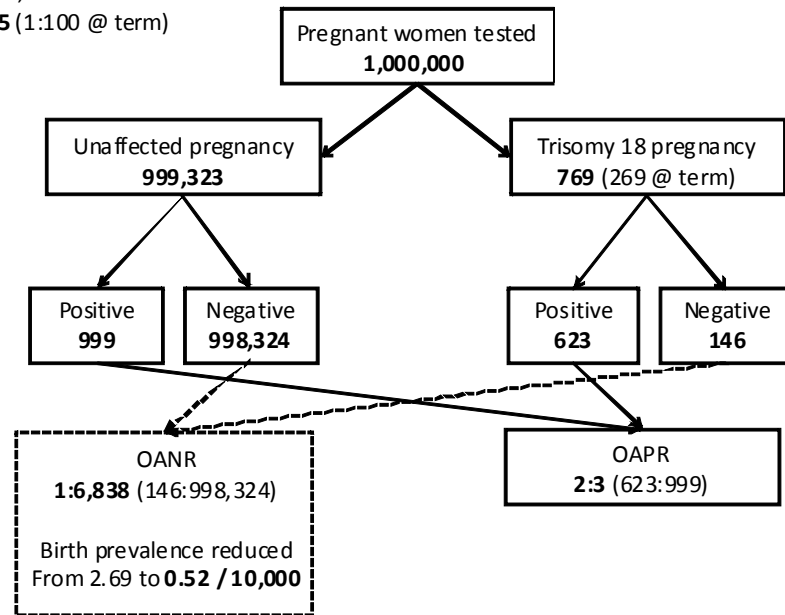 5 (1:100 @ term)
Pregnant women tested
1,000,000
Unaffected pregnancy
999,323
Trisomy 18 pregnancy
769 (269 @ term)
Positive
999
Negative
998,324
Positive
623
Negative
146
OANR
1:6,838 (146:998,324)
Birth prevalence reduced
From 2.69 to 0.52 / 10,000
OAPR
2:3 (623:999)